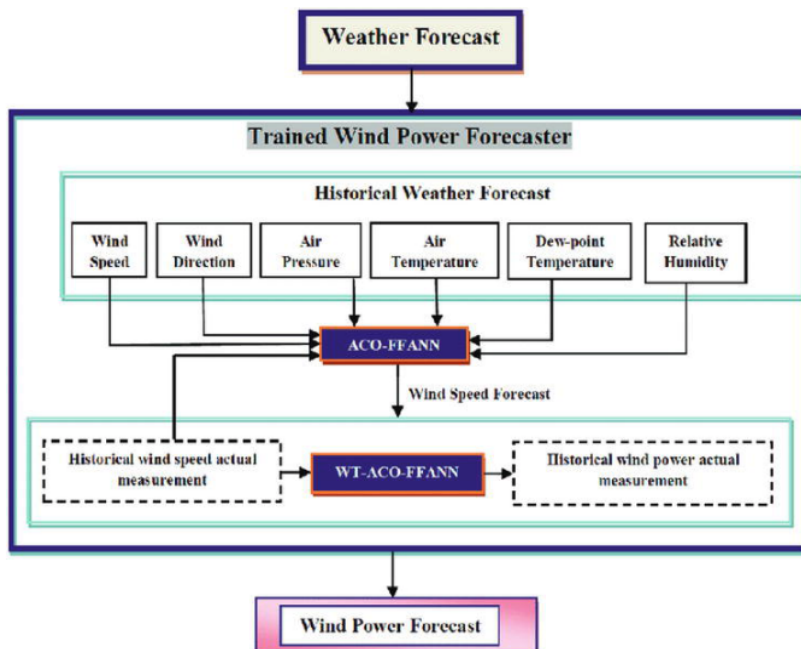 Weather Forecast
Trained Wind Power Forecaster
Historical Weather Forecast
Wind
Speed
Wind
Direction
Air
Pressure
Air
Temperature
Dew-point
Temperature
Relative
Humidity
ACO-FFANN
Wind Speed Forecast
Historical wind speed actual
measurement
WT-ACO-FFANN
Historical wind power actual
measurement
Wind Power Forecast